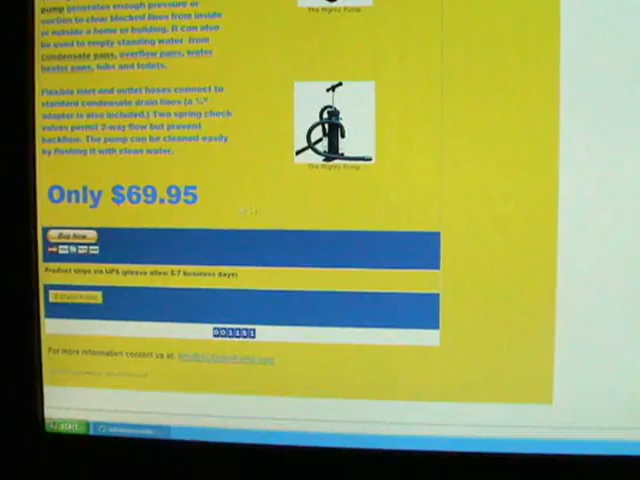 pump generates enough pressure or
suction to clear blocked lines from inside
or outside a home or building. It can also
be used to empty standing water from
condensate pans, overflow pans, water
heater pans, tubs and toilets.
The Mighty Pump
Flexible inlet and outlet hoses connect to
standard condensate drain lines (a ¾"
adapter is also included.) Two spring check
valves permit 2-way flow but prevent
backflow. The pump can be cleaned easily
by flushing it with clean water.
The Mighty Pump
Only $69.95
Buy Now
Product ships via UPS (please allow 5-7 business days)
For more information contact us at:
start